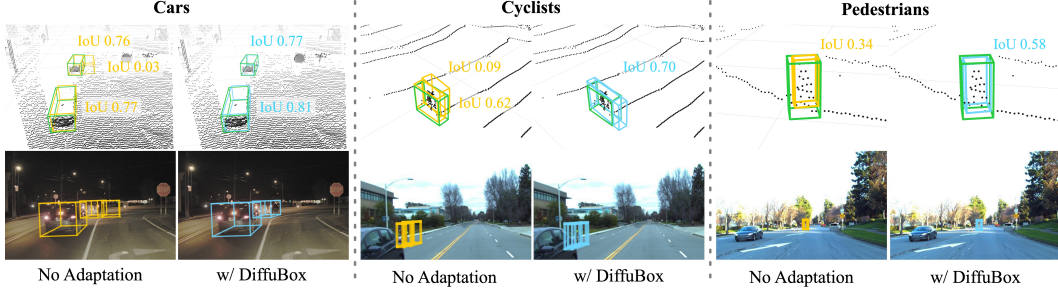 Cars
Cyclists
Pedestrians
IoU 0.76
IoU 0.03
IoU 0.77
IoU 0.77
IoU 0.81
IoU 0.09
IoU 0.62
IoU 0.70
IoU 0.34
IoU 0.58
No Adaptation
w/ DiffuBox
No Adaptation
w/ DiffuBox
No Adaptation
w/ DiffuBox